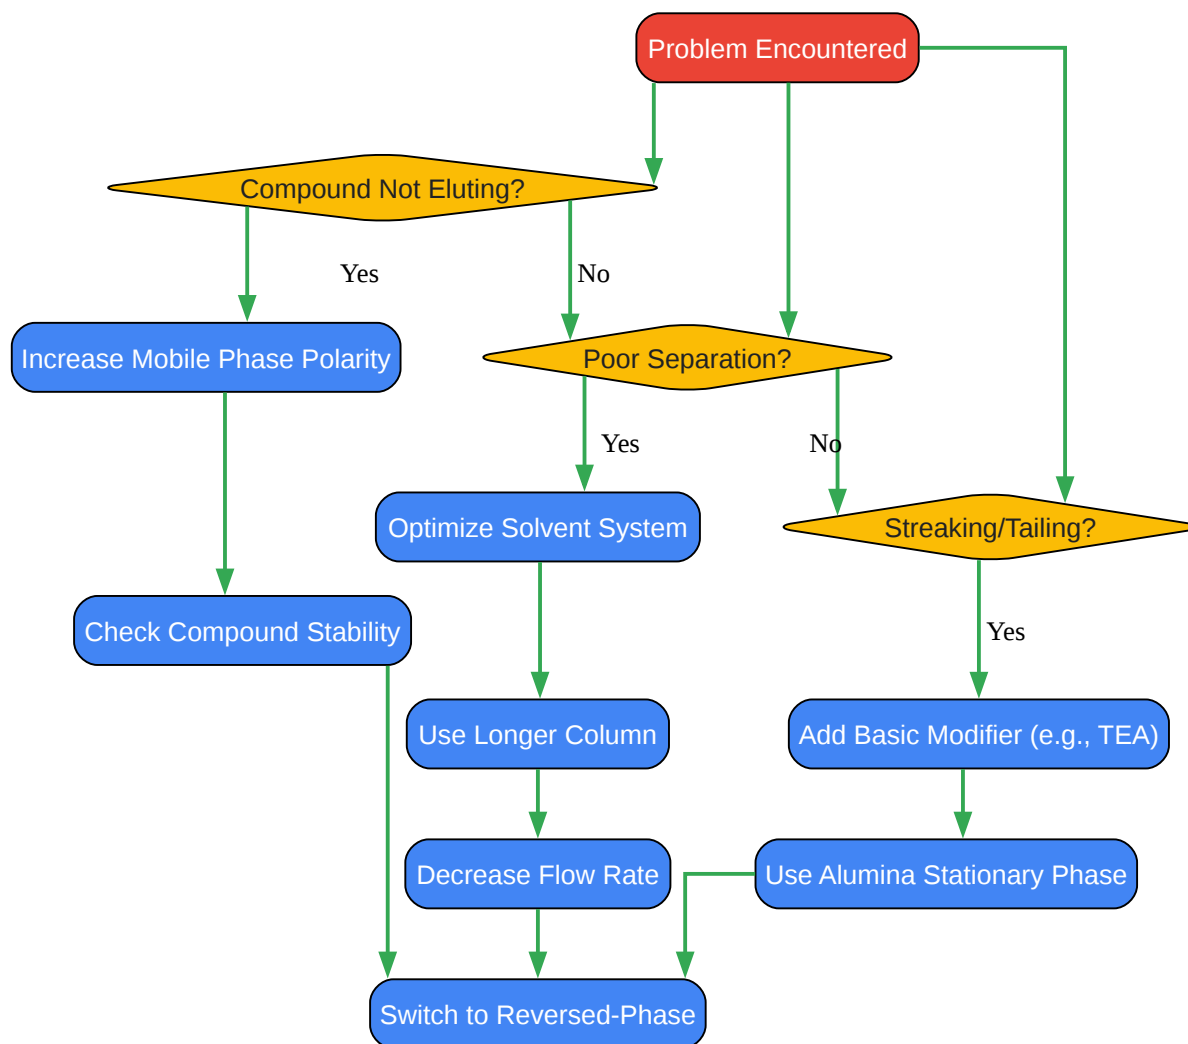 Problem Encountered
Compound Not Eluting?
Yes
No
Increase Mobile Phase Polarity
Poor Separation?
Yes
No
Optimize Solvent System
Streaking/Tailing?
Check Compound Stability
Yes
Use Longer Column
Add Basic Modifier (e.g., TEA)
Decrease Flow Rate
Use Alumina Stationary Phase
Switch to Reversed-Phase